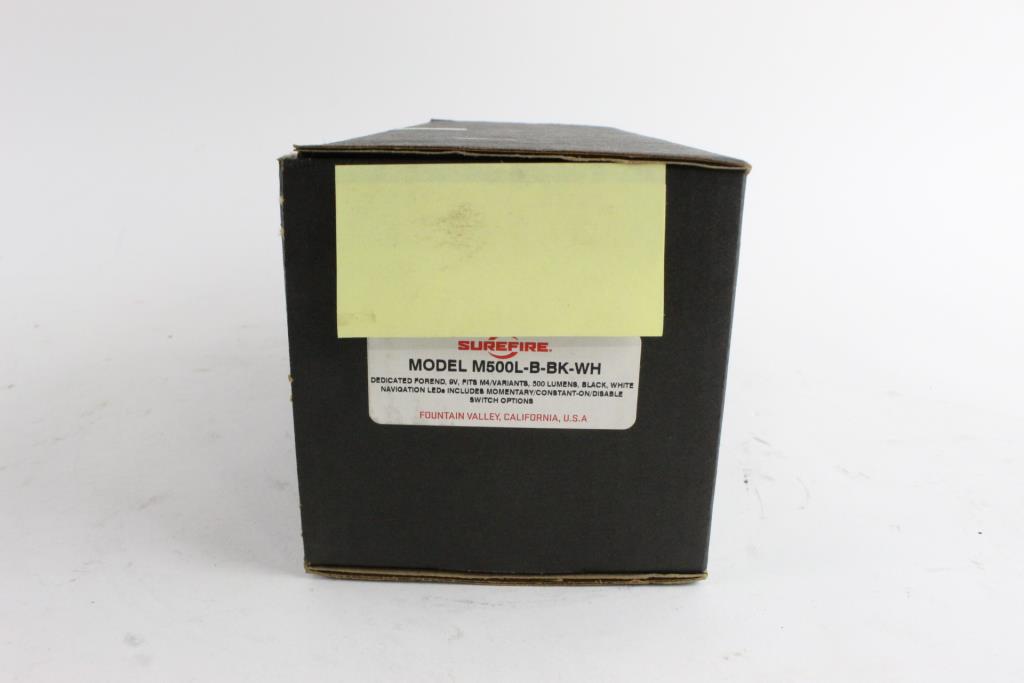 SUREFIRE
MODEL M500L-B-BK-WH
DEDICATED FOREND, 9V, FITS M4/VARIANTS, 500 LUMENS, BLACK, WHITE
NAVIGATION LEDs INCLUDES MOMENTARY/CONSTANT-ON/DISABLE
SWITCH OPTIONS
FOUNTAIN VALLEY, CALIFORNIA, U.S.A